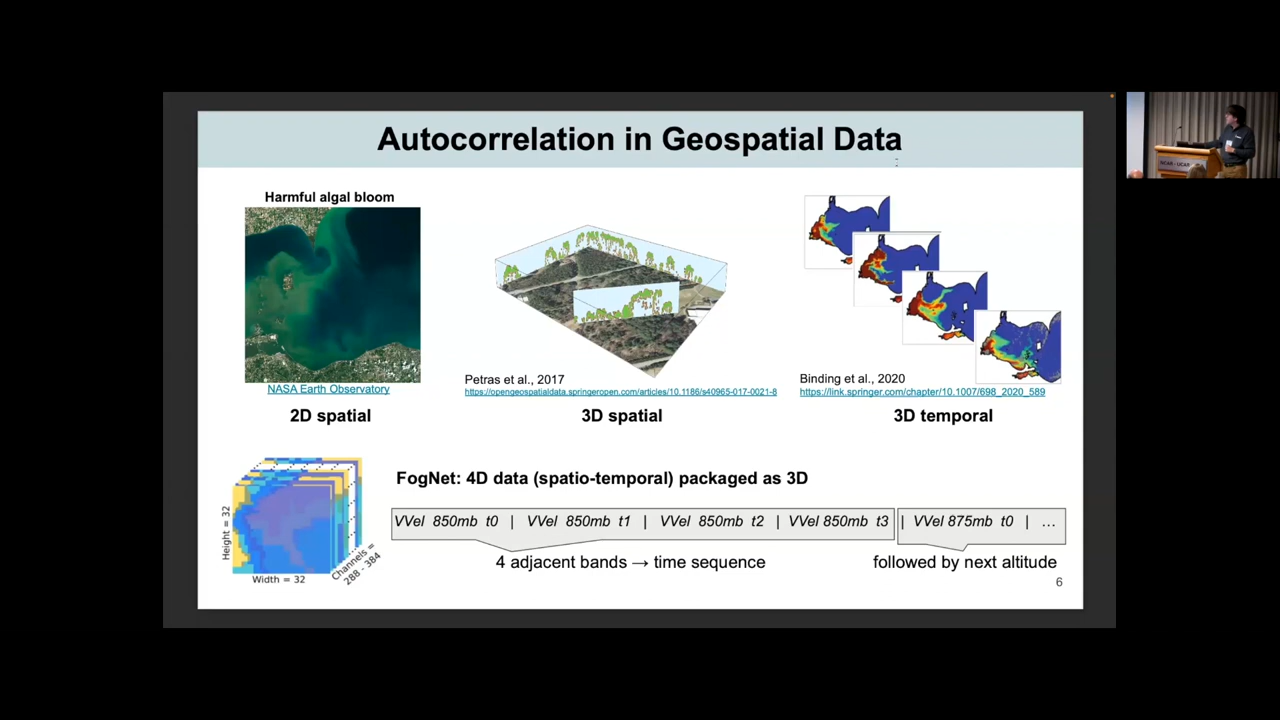 Autocorrelation in Geospatial Data
Harmful algal bloom
NASA Earth Observatory
2D spatial
Petras et al., 2017
https://opengeospatialdata.springeropen.com/articles/10.1186/s40965-017-0021-8
3D spatial
Binding et al., 2020
https://link.springer.com/chapter/10.1007/698_2020_589
3D temporal
Height = 32
Width = 32
Channels =
288 - 384
FogNet: 4D data (spatio-temporal) packaged as 3D
VVel 850mb t0 | VVel 850mb t1 | VVel 850mb t2 | VVel 850mb t3 | VVel 875mb t0 | ...
4 adjacent bands → time sequence
followed by next altitude
6